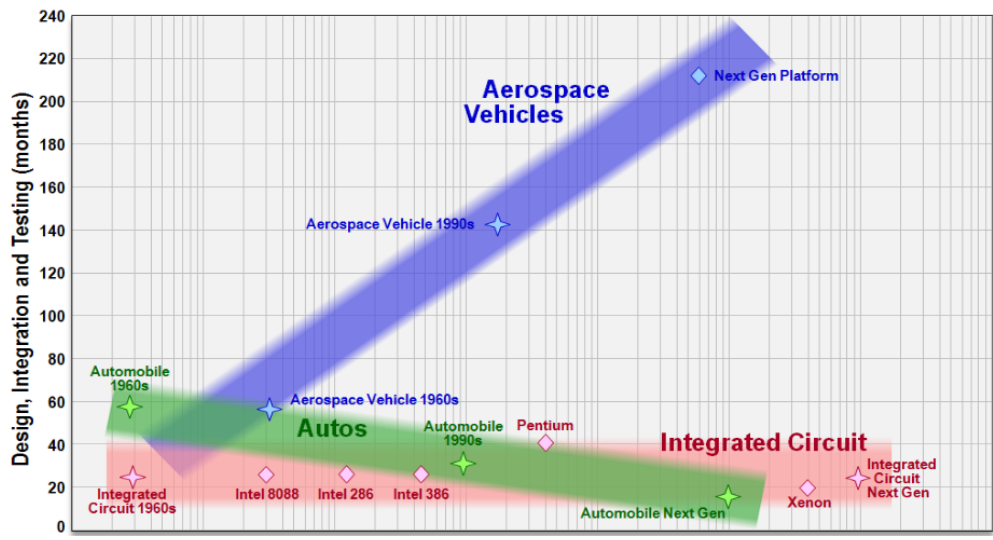 Design, Integration and Testing (months)
240
220
200
180
160
140
120
100
80
60
40
20
0
Aerospace
Vehicles
Next Gen Platform
Aerospace Vehicle 1990s
Automobile
1960s
Aerospace Vehicle 1960s
Autos
Automobile
1990s
Pentium
Integrated Circuit
Integrated
Circuit 1960s
Intel 8088
Intel 286
Intel 386
Automobile Next Gen
Xenon
Integrated
Circuit
Next Gen